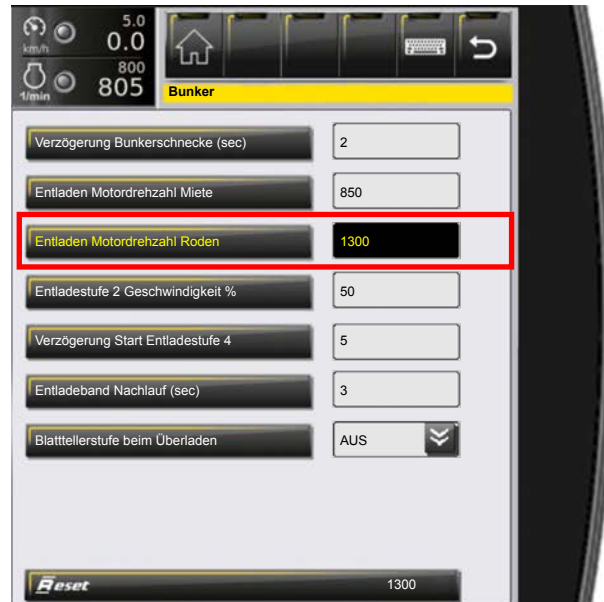 5.0
km/h 0.0
800
1/min 805
Bunker
Verzögerung Bunkerschnecke (sec) 2
Entladen Motordrehzahl Miete 850
Entladen Motordrehzahl Roden 1300
Entladestufe 2 Geschwindigkeit % 50
Verzögerung Start Entladestufe 4 5
Entladeband Nachlauf (sec) 3
Blatttellerstufe beim Überladen AUS
Reset 1300